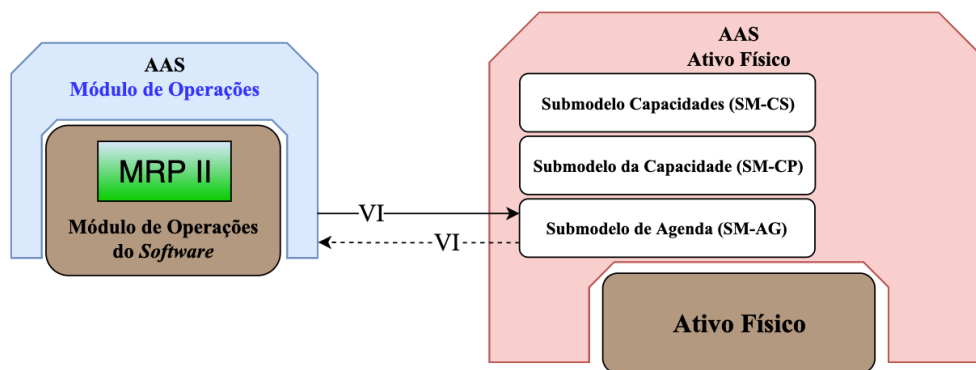 AAS
Módulo de Operações
MRP II
Módulo de Operações
do Software
VI
VI
AAS
Ativo Físico
Submodelo Capacidades (SM-CS)
Submodelo da Capacidade (SM-CP)
Submodelo de Agenda (SM-AG)
Ativo Físico